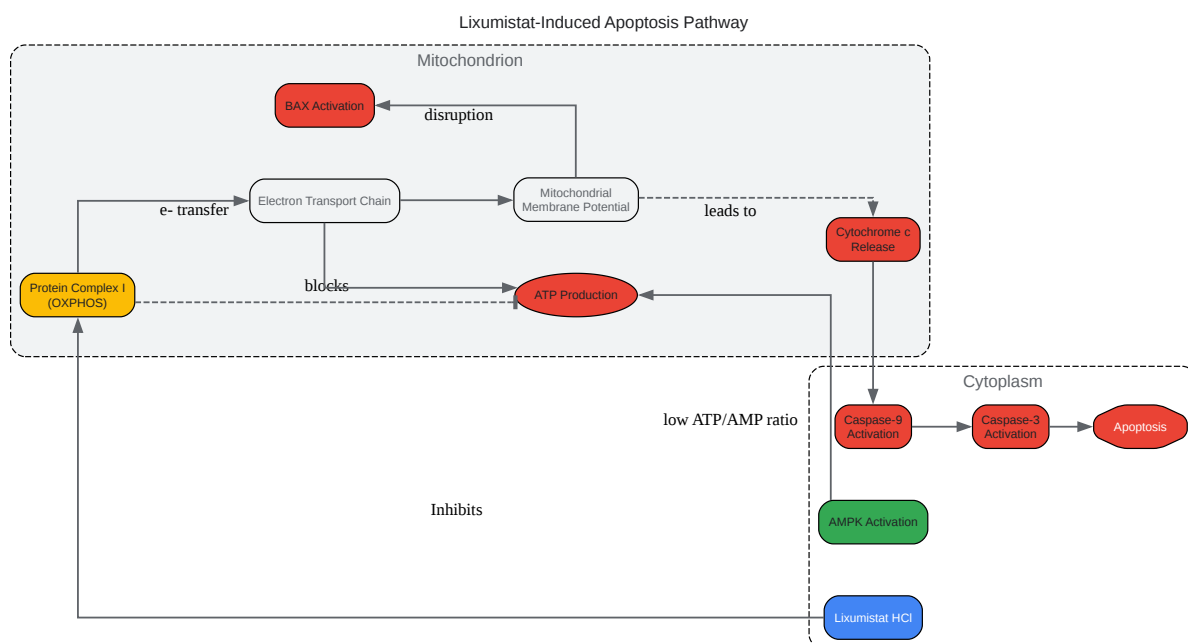 Lixumistat-Induced Apoptosis Pathway
Mitochondrion
BAX Activation
disruption
Electron Transport Chain
Mitochondrial
Membrane Potential
e- transfer
leads to
Cytochrome c
Release
Protein Complex I
(OXPHOS)
blocks
ATP Production
Cytoplasm
low ATP/AMP ratio
Caspase-9
Activation
Caspase-3
Activation
Apoptosis
Inhibits
AMPK Activation
Lixumistat HCl